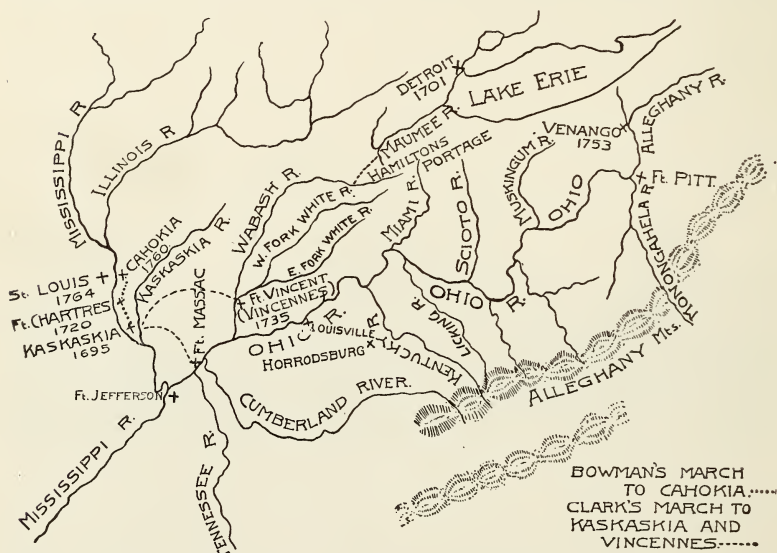 DETROIT
1701
LAKE ERIE
ALLEGHANY R.
MISSISSIPPI R
ILLINOIS R
MAUMEE R.
HAMILTONS
PORTAGE
VENANGO
1753
MUSKINGUM R.
Ft. PITT.
OHIO
CAHOKIA
1760
KASKASKIA R.
WABASH R.
W. FORK WHITE R.
E. FORK WHITE R.
MIAMI R.
SCIOTO R.
MONONGAHELA R.
St. LOUIS
1764
Ft. CHARTRES
1720
KASKASKIA
1695
Ft. MASSAC
Ft. VINCENT
(VINCENNES)
1735
OHIO R.
OHIO R.
LOUISVILLE
HORRODSBURG
KENTUCKY R.
LICKING R.
ALLEGHANY Mts.
Ft. JEFFERSON
CUMBERLAND RIVER.
MISSISSIPPI R.
TENNESSEE R.
BOWMAN'S MARCH
TO CAHOKIA.
CLARK'S MARCH TO
KASKASKIA AND
VINCENNES